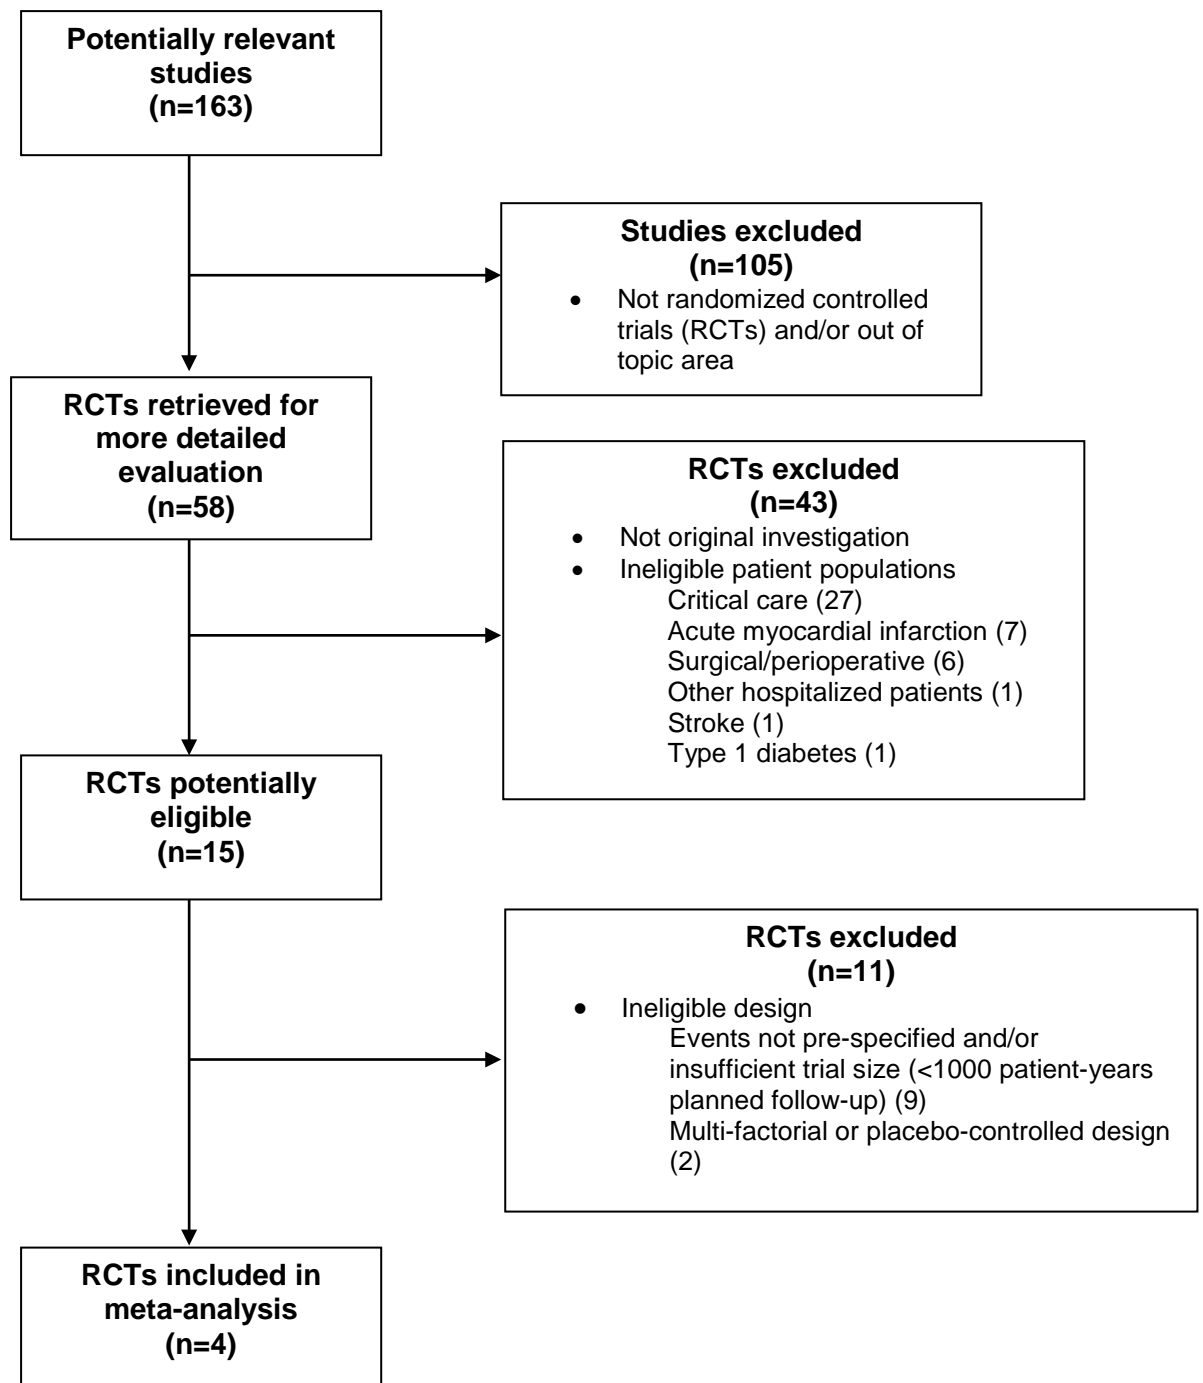 Potentially relevant
studies
(n=163)
Studies excluded
(n=105)
• Not randomized controlled
trials (RCTs) and/or out of
topic area
RCTs retrieved for
more detailed
evaluation
(n=58)
RCTs excluded
(n=43)
• Not original investigation
• Ineligible patient populations
Critical care (27)
Acute myocardial infarction (7)
Surgical/perioperative (6)
Other hospitalized patients (1)
Stroke (1)
Type 1 diabetes (1)
RCTs potentially
eligible
(n=15)
RCTs excluded
(n=11)
• Ineligible design
Events not pre-specified and/or
insufficient trial size (<1000 patient-years
planned follow-up) (9)
Multi-factorial or placebo-controlled design
(2)
RCTs included in
meta-analysis
(n=4)